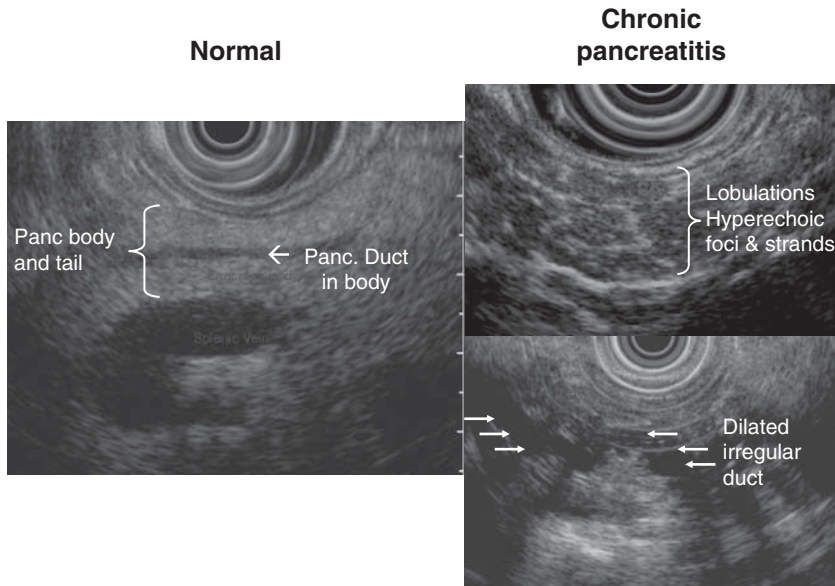 Normal
Chronic
pancreatitis
Panc body
and tail
Panc. Duct
in body
Splenic Vein
Lobulations
Hyperechoic
foci & strands
Dilated
irregular
duct